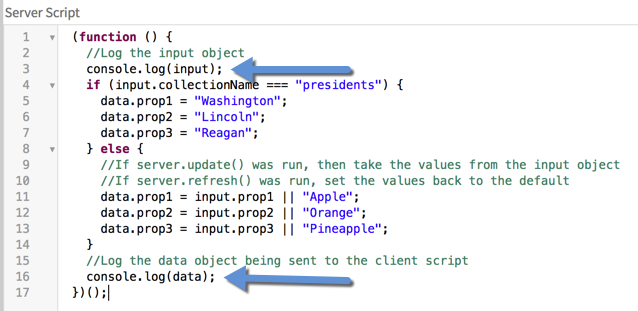 Server Script
1 (function () {
2 //Log the input object
3 console.log(input);
4 if (input.collectionName === "presidents") {
5 data.prop1 = "Washington";
6 data.prop2 = "Lincoln";
7 data.prop3 = "Reagan";
8 } else {
9 //If server.update() was run, then take the values from the input object
10 //If server.refresh() was run, set the values back to the default
11 data.prop1 = input.prop1 || "Apple";
12 data.prop2 = input.prop2 || "Orange";
13 data.prop3 = input.prop3 || "Pineapple";
14 }
15 //Log the data object being sent to the client script
16 console.log(data);
17 })();